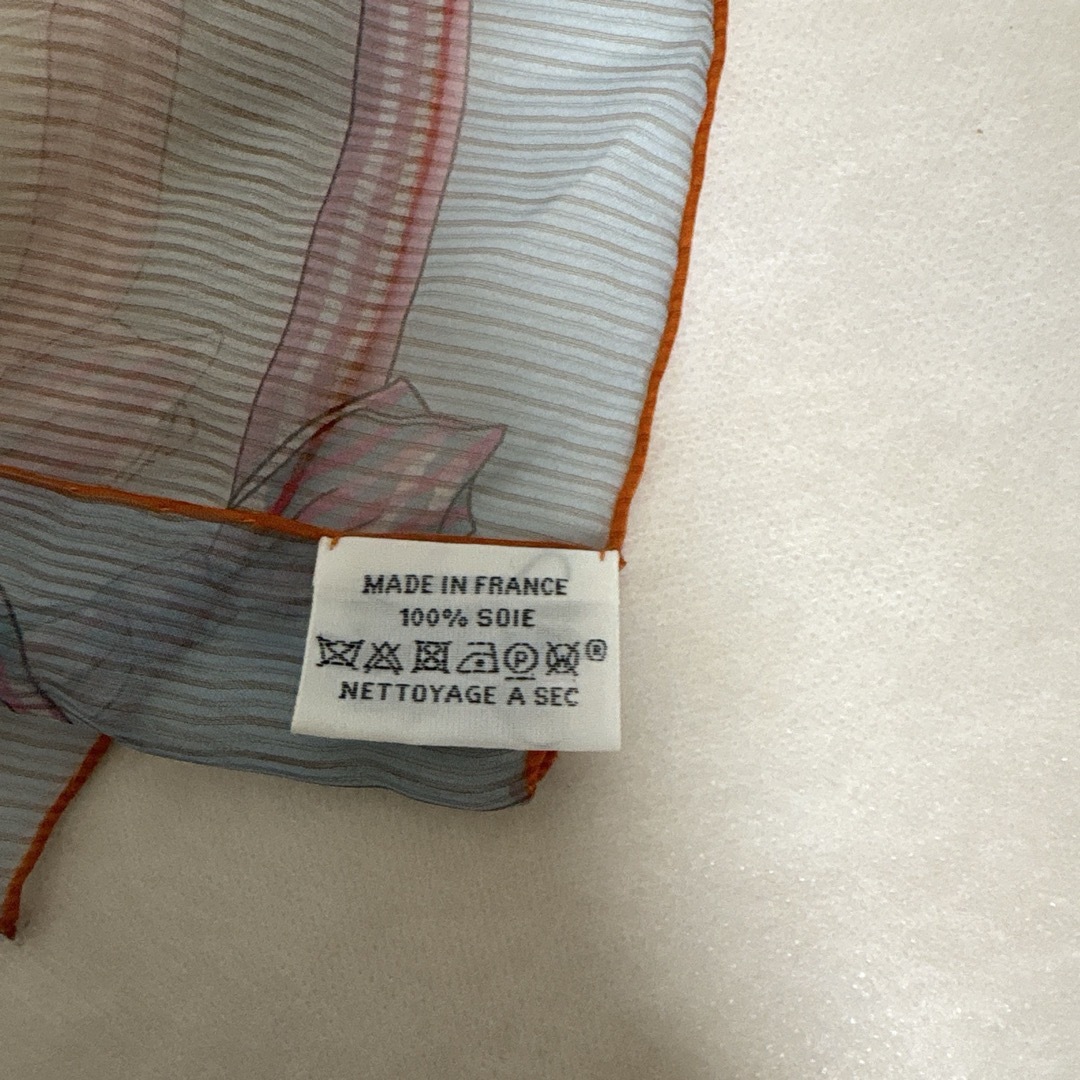 MADE IN FRANCE
100% SOIE
P W ®
NETTOYAGE A SEC